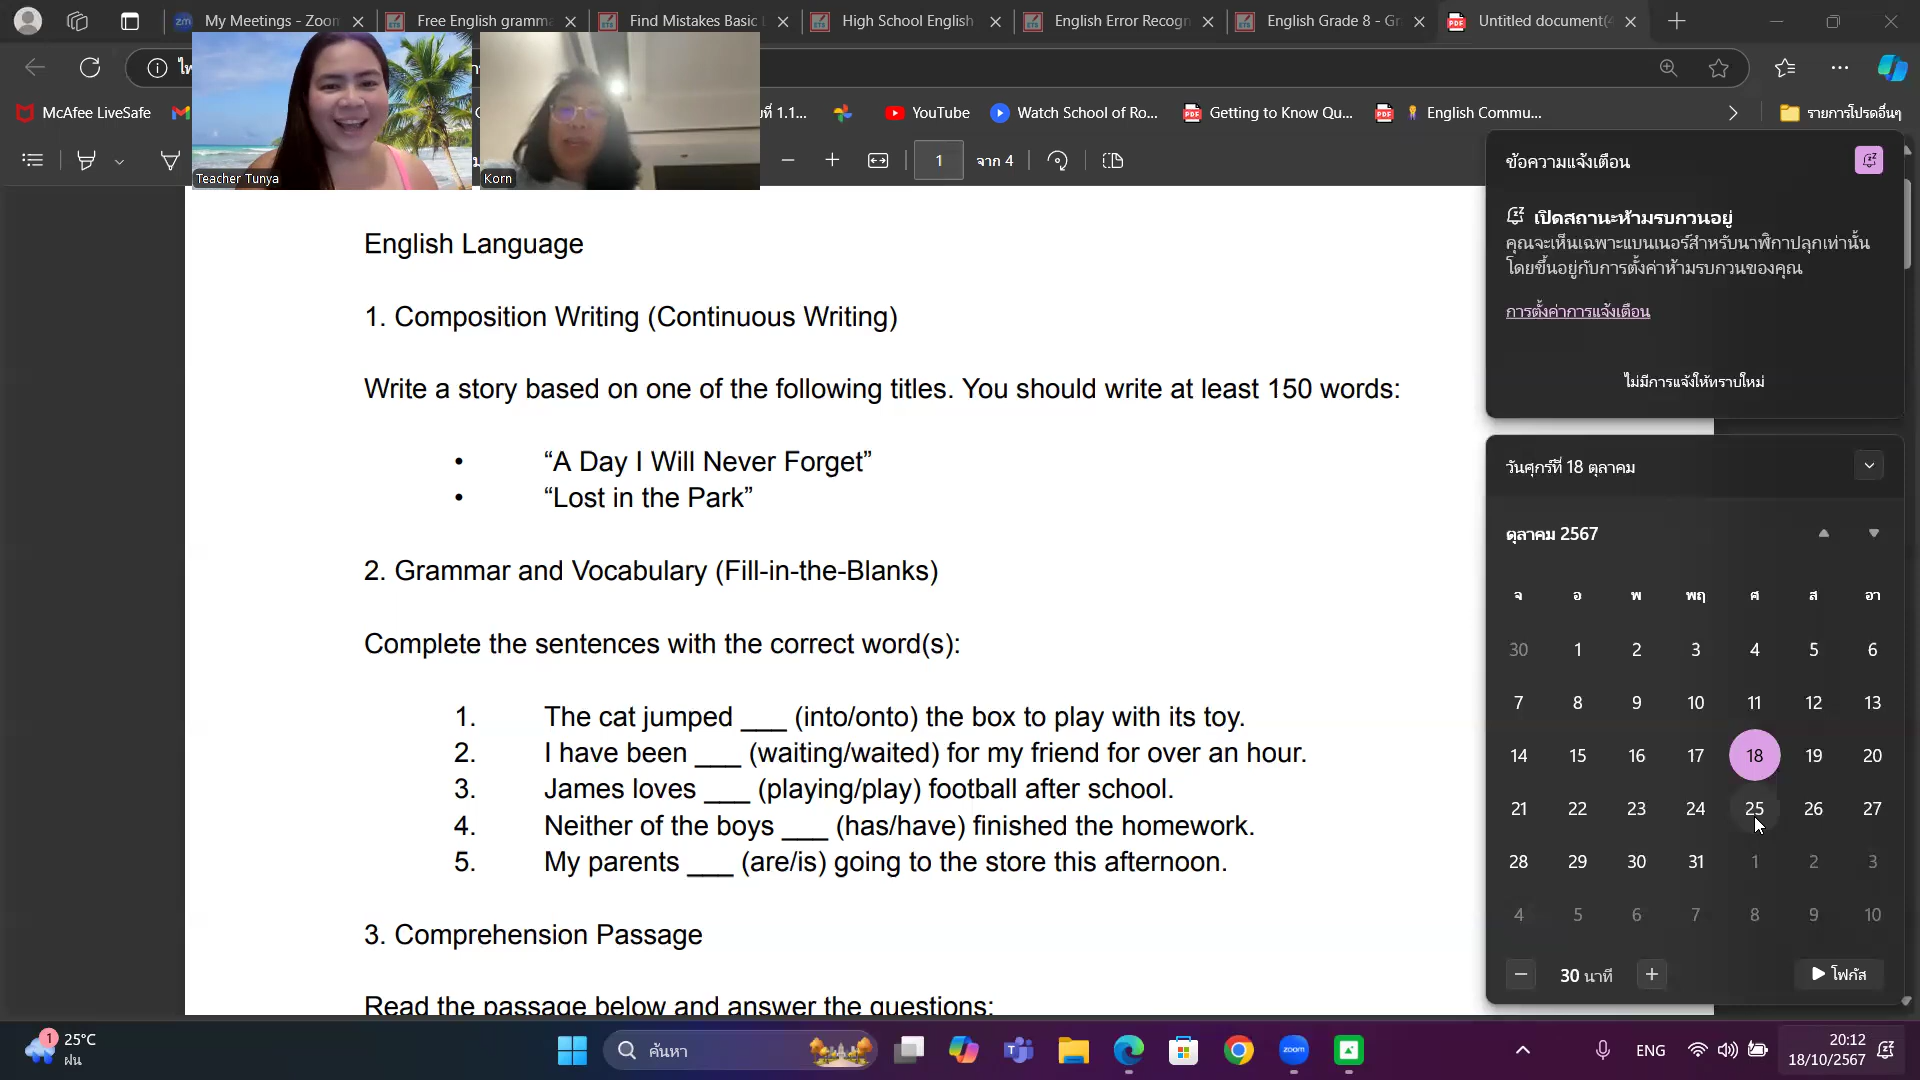 My Meetings - Zoom
Free English gramma
Find Mistakes Basic
High School English
English Error Recogn
English Grade 8 - Gr
Untitled document(4
McAfee LiveSafe
ที่ 1.1...
YouTube
Watch School of Ro...
Getting to Know Qu...
English Commu...
รายการโปรดอื่นๆ
1
จาก 4
Teacher Tunya
Korn
English Language
1. Composition Writing (Continuous Writing)
Write a story based on one of the following titles. You should write at least 150 words:
• “A Day I Will Never Forget”
• “Lost in the Park”
2. Grammar and Vocabulary (Fill-in-the-Blanks)
Complete the sentences with the correct word(s):
1. The cat jumped ___ (into/onto) the box to play with its toy.
2. I have been ___ (waiting/waited) for my friend for over an hour.
3. James loves ___ (playing/play) football after school.
4. Neither of the boys ___ (has/have) finished the homework.
5. My parents ___ (are/is) going to the store this afternoon.
3. Comprehension Passage
Read the passage below and answer the questions:
ข้อความแจ้งเตือน
เปิดสถานะห้ามรบกวนอยู่
คุณจะเห็นเฉพาะแบนเนอร์สำหรับนาฬิกาปลุกเท่านั้น
โดยขึ้นอยู่กับการตั้งค่าห้ามรบกวนของคุณ
การตั้งค่าการแจ้งเตือน
ไม่มีการแจ้งให้ทราบใหม่
วันศุกร์ที่ 18 ตุลาคม
ตุลาคม 2567
จ อ พ พฤ ศ ส อา
30 1 2 3 4 5 6
7 8 9 10 11 12 13
14 15 16 17 18 19 20
21 22 23 24 25 26 27
28 29 30 31 1 2 3
4 5 6 7 8 9 10
30 นาที
โฟกัส
1
25°C
ฝน
ค้นหา
zoom
ENG
20:12
18/10/2567